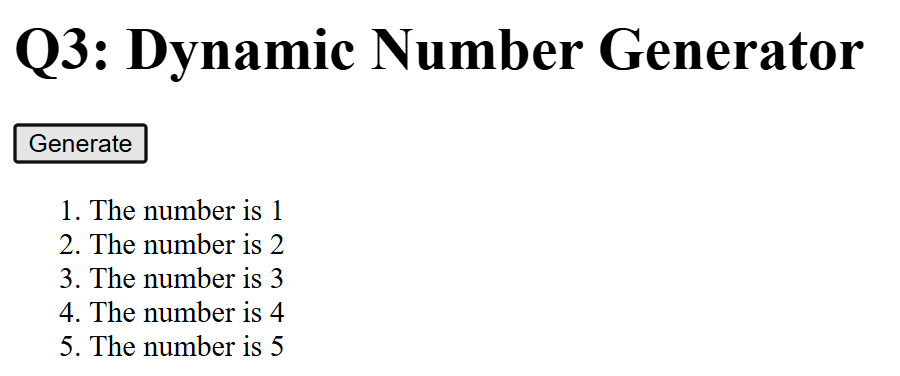 Q3: Dynamic Number Generator
Generate
1. The number is 1
2. The number is 2
3. The number is 3
4. The number is 4
5. The number is 5